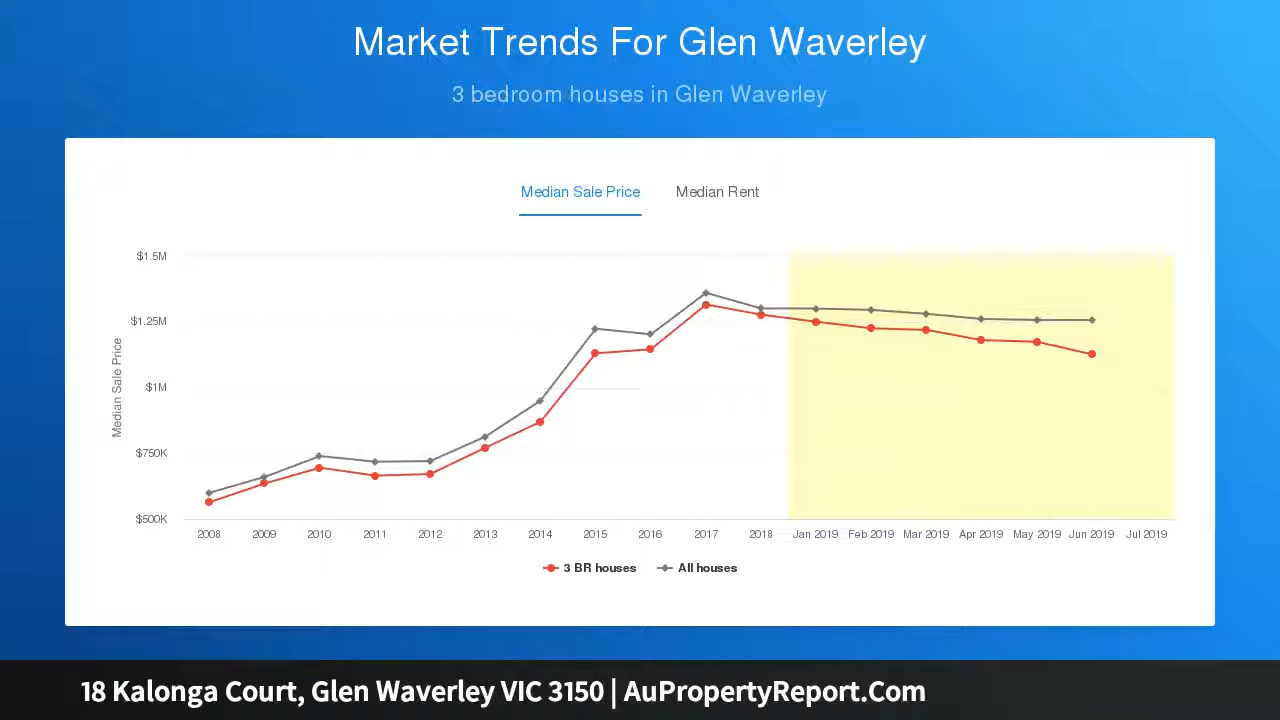 Market Trends For Glen Waverley
3 bedroom houses in Glen Waverley
Median Sale Price Median Rent
$1.5M
$1.25M
$1M
$750K
$500K
Median Sale Price
2008 2009 2010 2011 2012 2013 2014 2015 2016 2017 2018 Jan 2019 Feb 2019 Mar 2019 Apr 2019 May 2019 Jun 2019 Jul 2019
3 BR houses All houses
18 Kalonga Court, Glen Waverley VIC 3150 | AuPropertyReport.Com